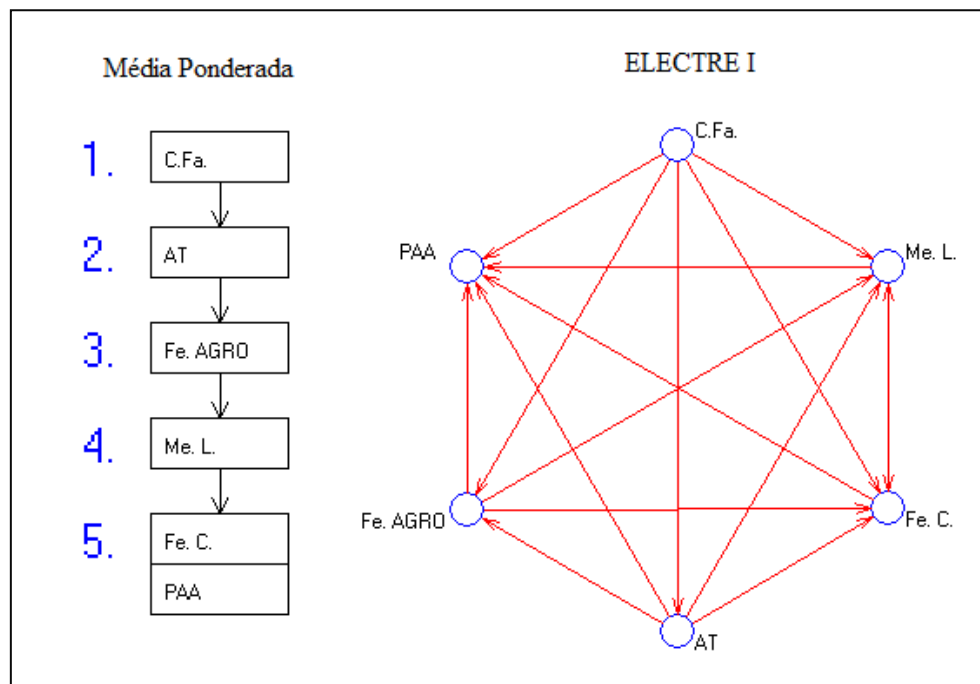 Média Ponderada
1. C.Fa.
2. AT
3. Fe. AGRO
4. Me. L.
5. Fe. C.
PAA
ELECTRE I
C.Fa.
PAA
Me. L.
Fe. AGRO
Fe. C.
AT